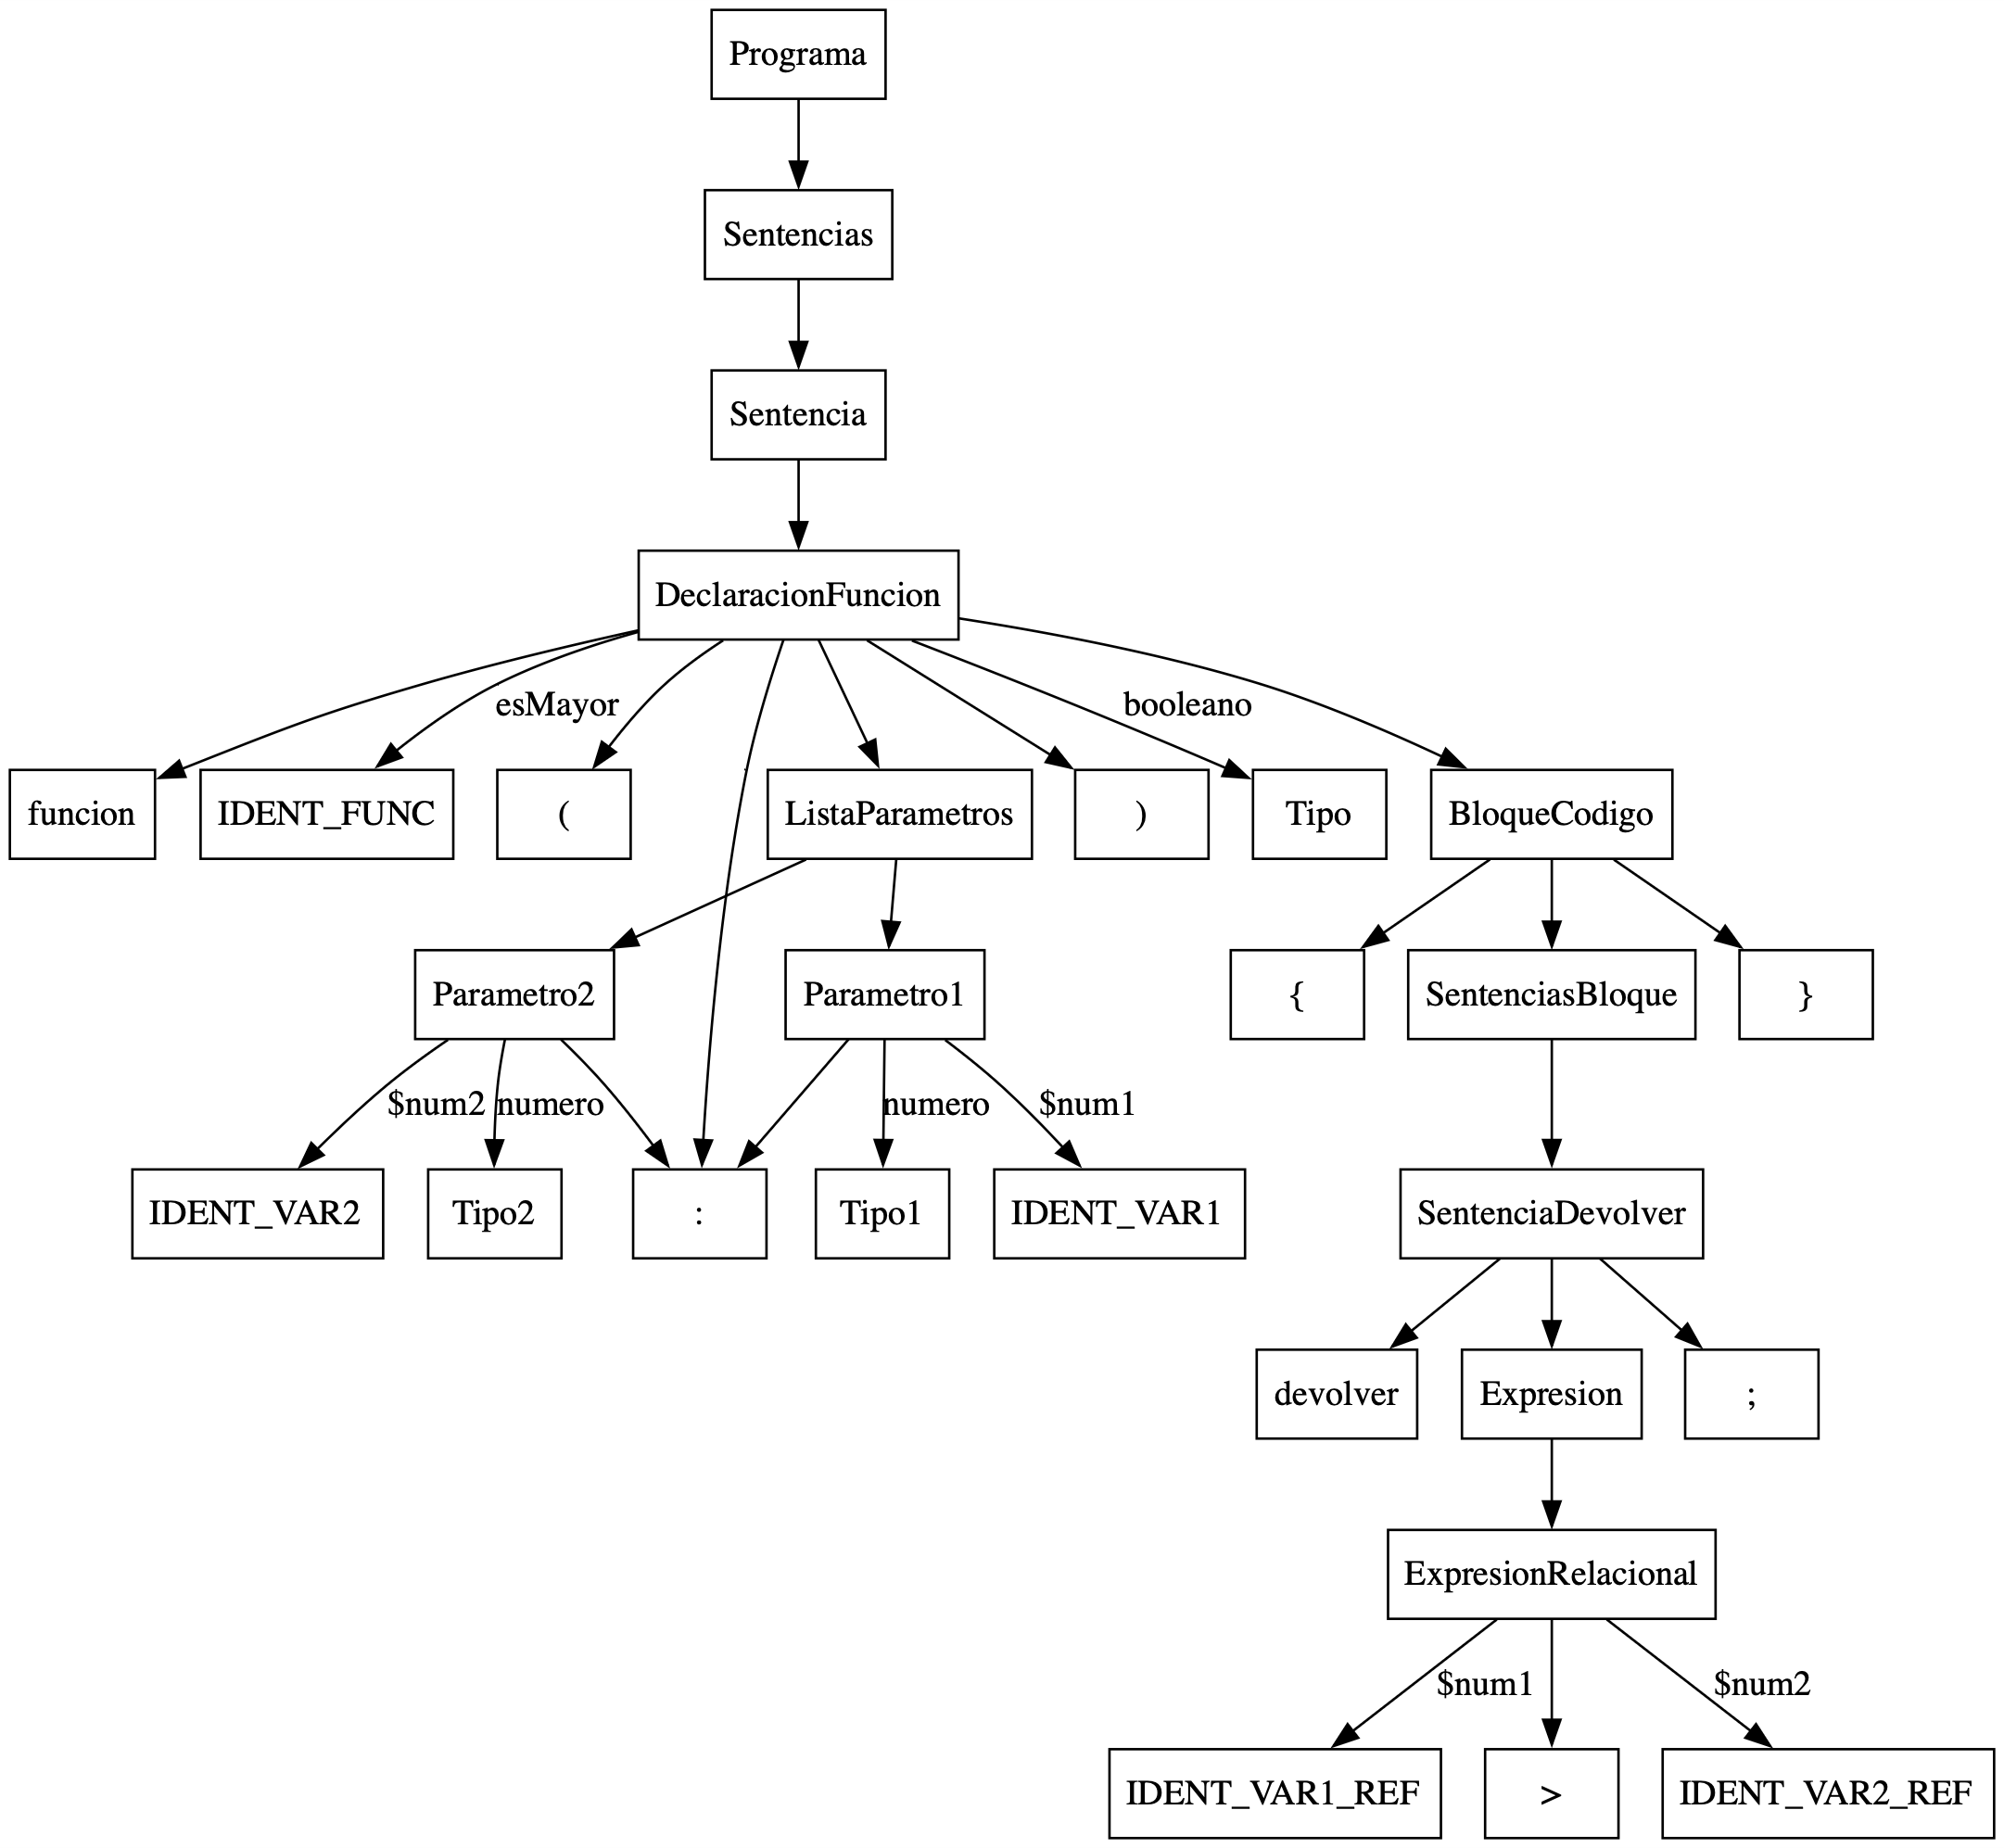 Programa
Sentencias
Sentencia
DeclaracionFuncion
esMayor
booleano
funcion
IDENT_FUNC
(
ListaParametros
)
Tipo
BloqueCodigo
Parametro2
Parametro1
{
SentenciasBloque
}
$num2
numero
numero
$num1
IDENT_VAR2
Tipo2
:
Tipo1
IDENT_VAR1
SentenciaDevolver
devolver
Expresion
;
ExpresionRelacional
$num1
$num2
IDENT_VAR1_REF
>
IDENT_VAR2_REF